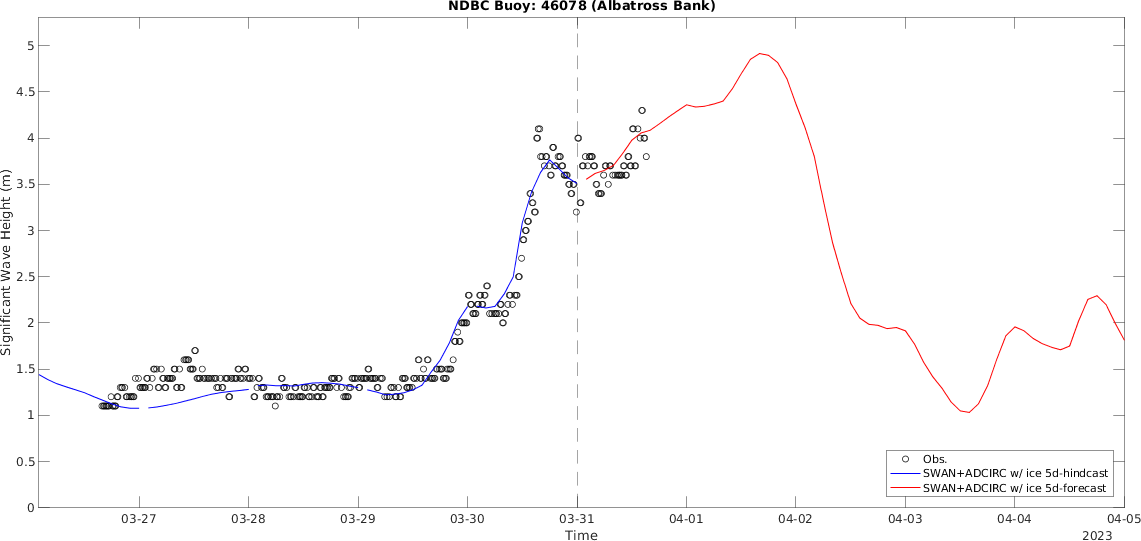 NDBC Buoy: 46078 (Albatross Bank)
5
4.5
4
3.5
3
2.5
2
1.5
1
0.5
0
Significant Wave Height (m)
Obs.
SWAN+ADCIRC w/ ice 5d-hindcast
SWAN+ADCIRC w/ ice 5d-forecast
03-27 03-28 03-29 03-30 03-31 04-01 04-02 04-03 04-04 04-05
Time
2023